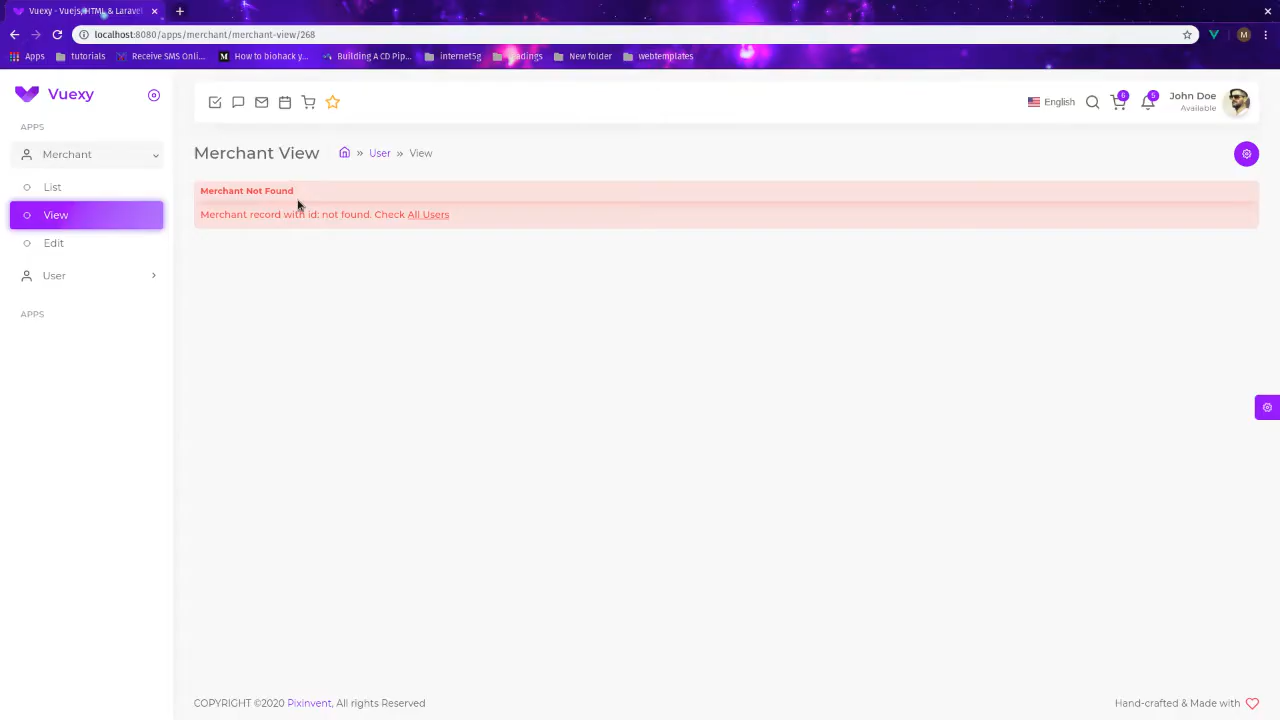 Vuexy - Vuejs, HTML & Laravel
localhost:8080/apps/merchant/merchant-view/268
M
Apps
tutorials
Receive SMS Onli...
How to biohack y...
Building A CD Pip...
internet5g
readings
New folder
webtemplates
Vuexy
English
6
5
John Doe
Available
APPS
Merchant
List
View
Edit
User
APPS
Merchant View
» User » View
Merchant Not Found
Merchant record with id: not found. Check All Users
COPYRIGHT ©2020 Pixinvent, All rights Reserved
Hand-crafted & Made with